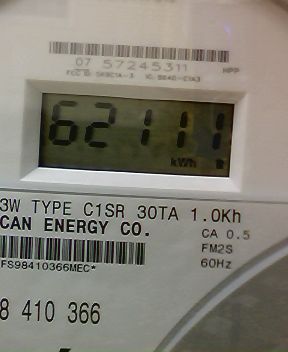 07 57245311
HPP
62111
kWh
3W TYPE C1SR 30TA 1.0Kh
CAN ENERGY CO.
CA 0.5
FM2S
FS98410366MEC*
60Hz
8 410 366